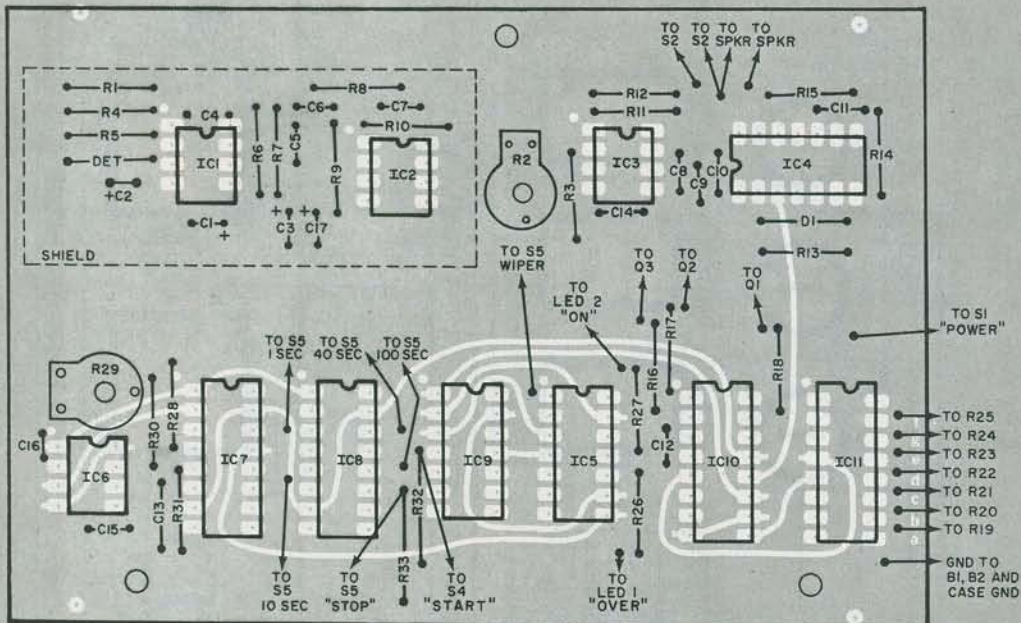 TO S2
TO S2
TO SPKR
TO SPKR
R1
R4
R5
DET
+C2
C4
IC1
C1
+
R6
R7
C5
C6
R8
R9
+
C3
+
C17
C7
R10
IC2
SHIELD
R2
R3
R12
R11
IC3
C14
C8
C9
C10
R15
C11
R14
IC4
D1
R13
TO S5
WIPER
TO
LED 2
"ON"
TO
Q3
TO
Q2
TO
Q1
TO S1
"POWER"
R29
C16
IC6
C15
R30
R28
C13
R31
IC7
TO S5
1 SEC
TO S5
40 SEC
TO S5
100 SEC
IC8
IC9
IC5
R32
R33
R27
R26
R16
R17
C12
R18
IC10
IC11
TO R25
TO R24
TO R23
TO R22
TO R21
TO R20
TO R19
f
g
e
d
c
b
a
TO
S5
10 SEC
TO
S5
"STOP"
TO
S4
"START"
TO
LED 1
"OVER"
GND TO
B1, B2 AND
CASE GND